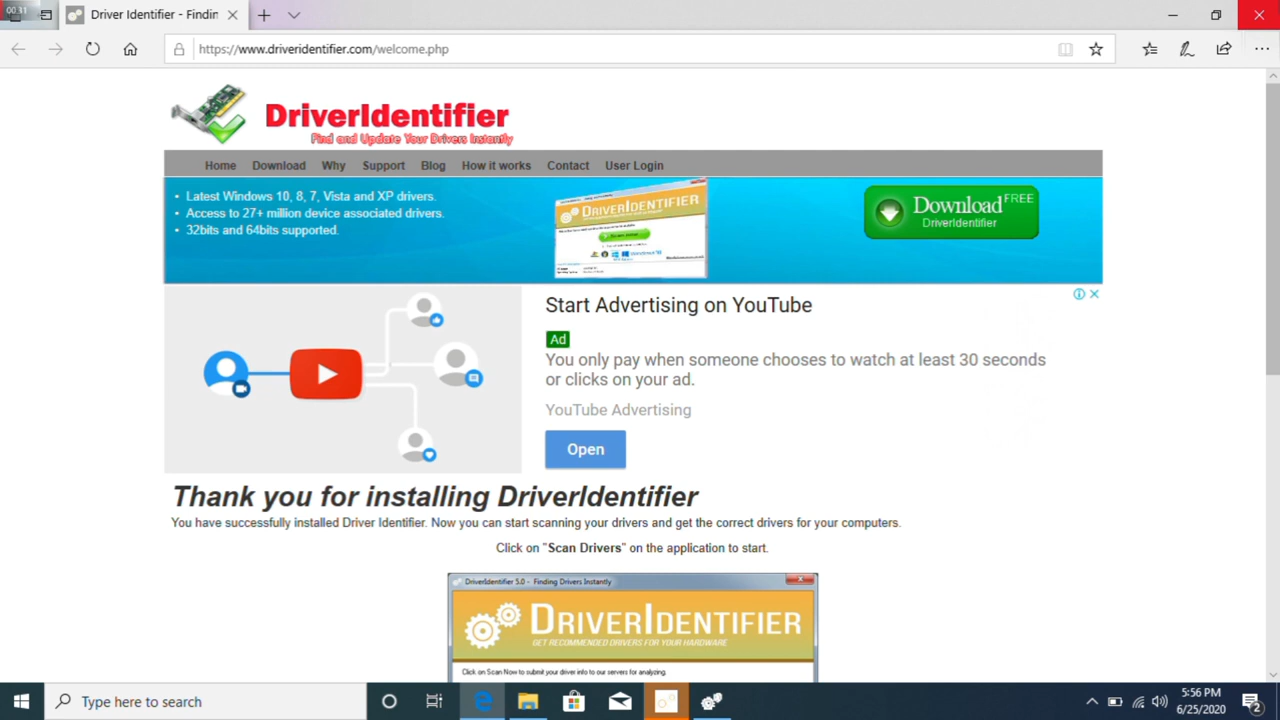 00:11
Driver Identifier - Findin
https://www.driveridentifier.com/welcome.php
DriverIdentifier
Find and Update Your Drivers Instantly
Home Download Why Support Blog How it works Contact User Login
• Latest Windows 10, 8, 7, Vista and XP drivers.
• Access to 27+ million device associated drivers.
• 32bits and 64bits supported.
DRIVERIDENTIFIER
Download FREE
DriverIdentifier
Start Advertising on YouTube
Ad
You only pay when someone chooses to watch at least 30 seconds
or clicks on your ad.
YouTube Advertising
Open
Thank you for installing DriverIdentifier
You have successfully installed Driver Identifier. Now you can start scanning your drivers and get the correct drivers for your computers.
Click on "Scan Drivers" on the application to start.
DriverIdentifier 5.0 - Finding Drivers Instantly
DRIVERIDENTIFIER
GET RECOMMENDED DRIVERS FOR YOUR HARDWARE
Click on Scan Now to submit your driver info to our servers for analyzing.
Type here to search
5:56 PM
6/25/2020
2